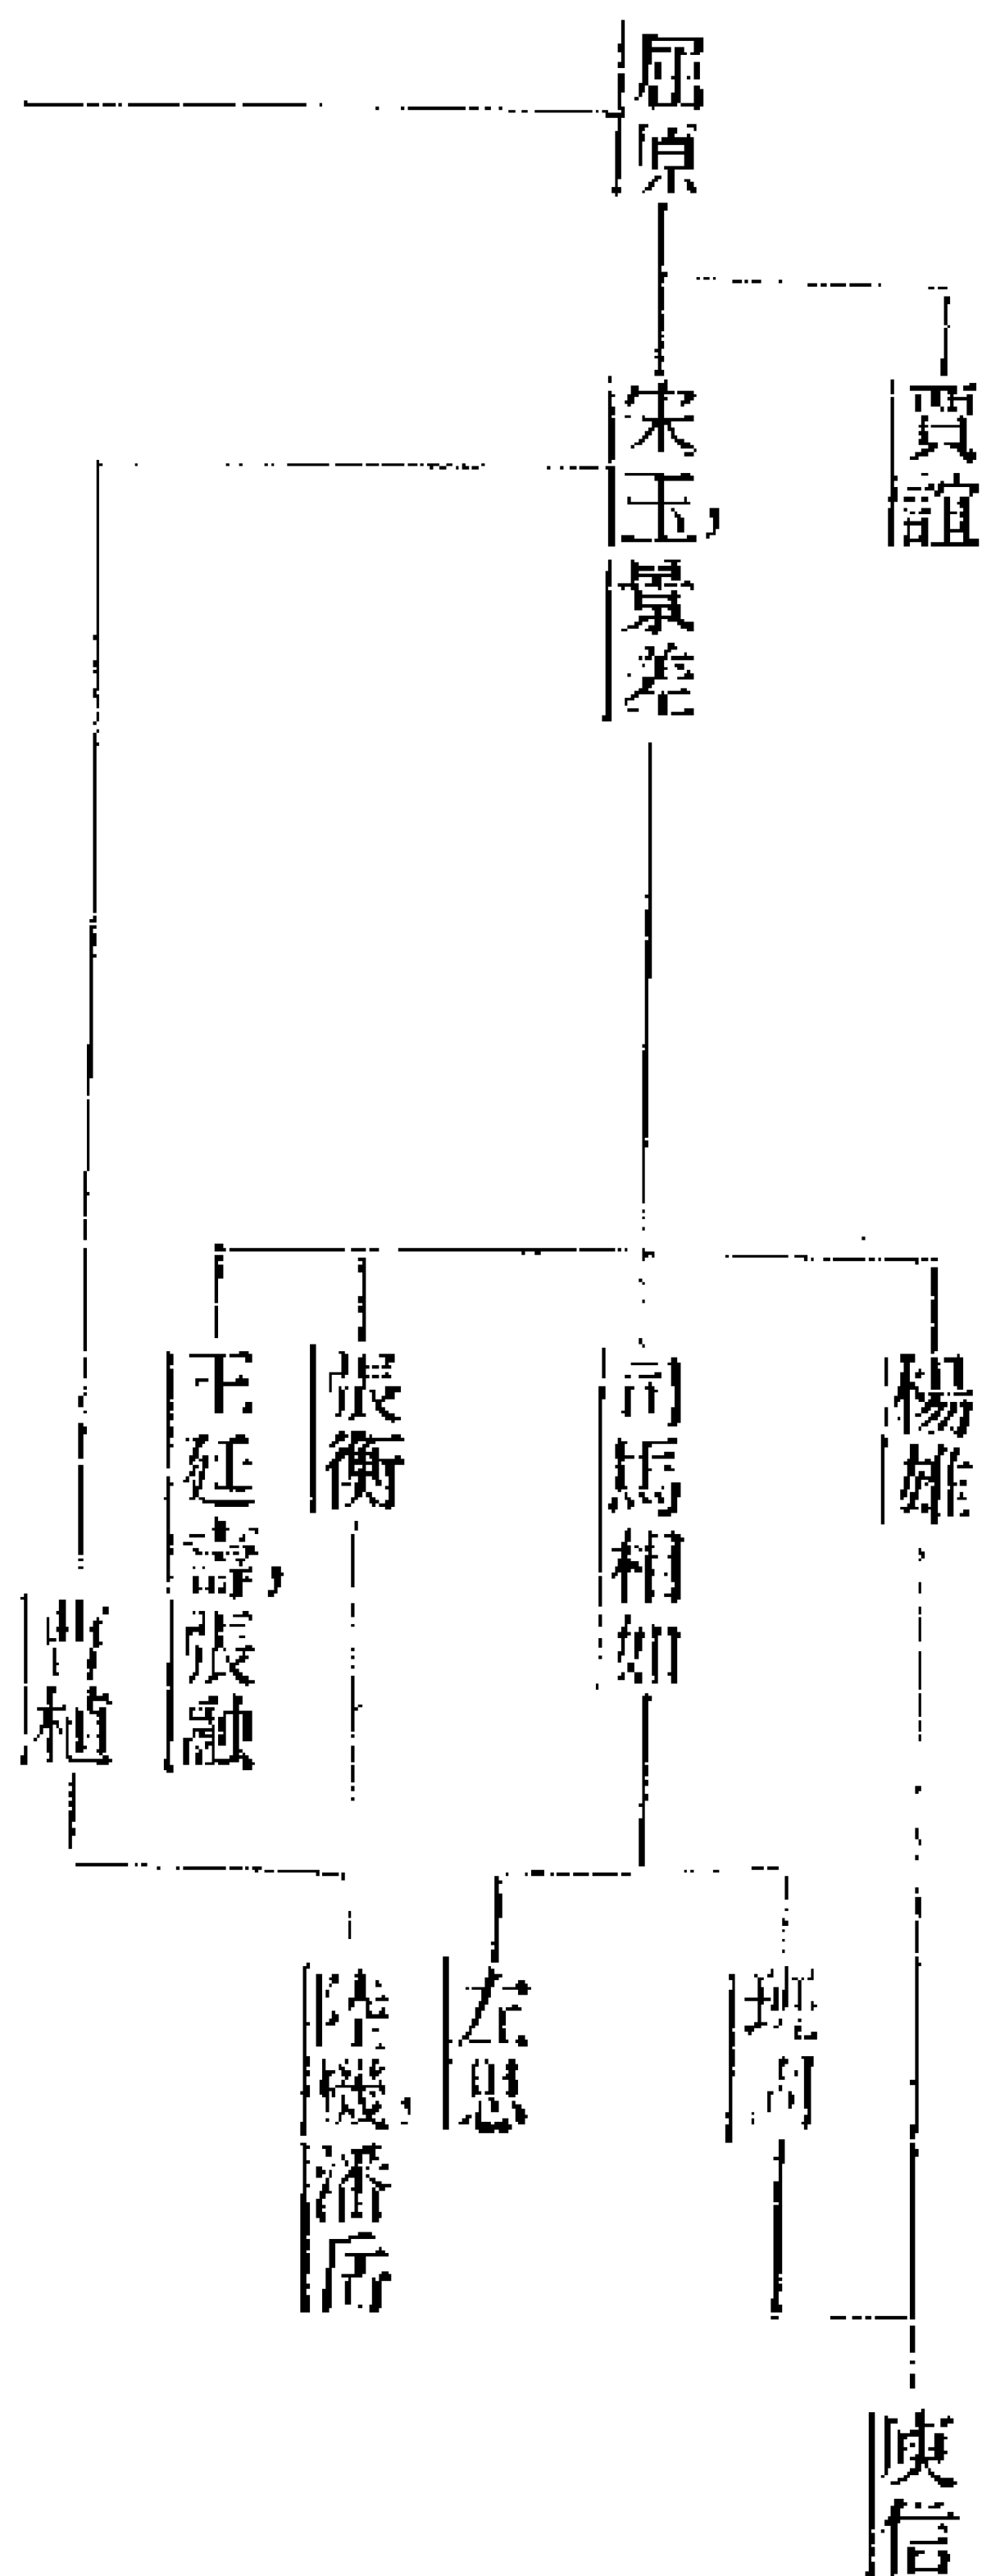 屈原
賈誼
宋玉,景差
楊雄
司馬相如
張衡
王延壽,張融
曹植
班固
左思
陸機,潘岳
庾信